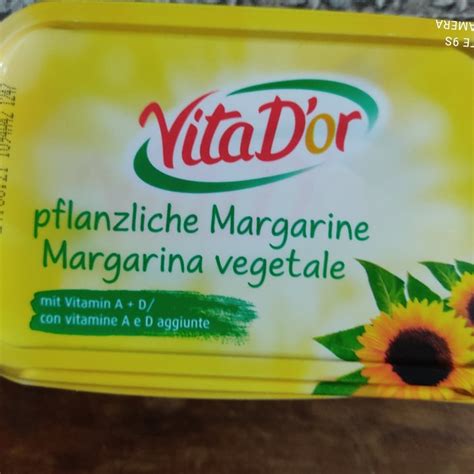 VitaD'or
pflanzliche Margarine
Margarina vegetale
mit Vitamin A + D/
con vitamine A e D aggiunte